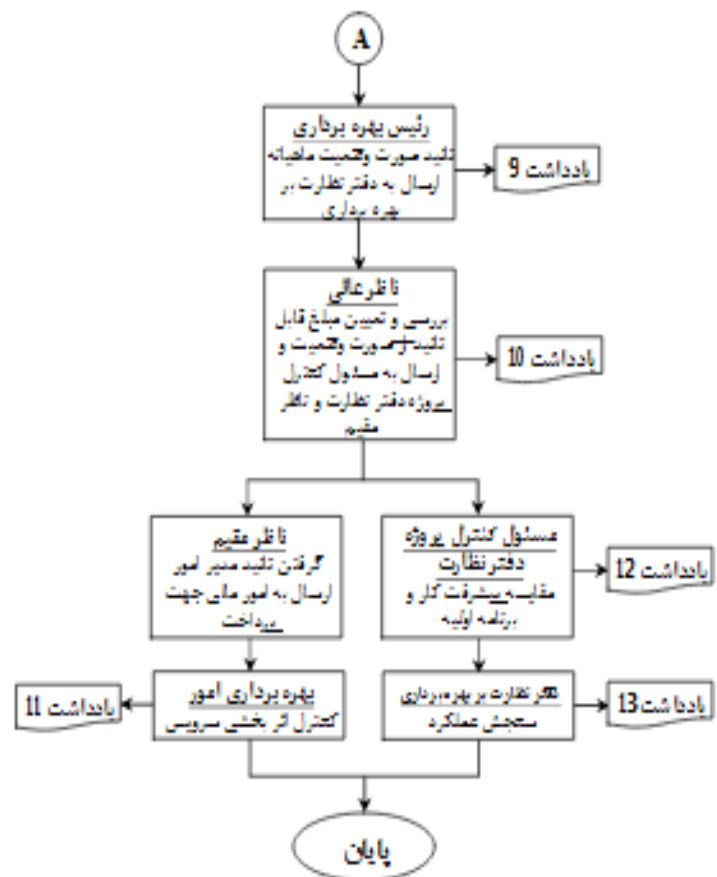 A
رئیس بهره برداری
تائید صورت وضعیت ماهیانه
ارسال به دفتر نظارت بر
بهره برداری
یادداشت 9
ناظر عالی
بررسی و تعیین مبلغ قابل
تائید از صورت وضعیت و
ارسال به مسئول کنترل
پروژه دفتر نظارت و ناظر
مقیم
یادداشت 10
مسئول کنترل پروژه
دفتر نظارت
مقایسه پیشرفت کار و
برنامه اولیه
یادداشت 12
ناظر مقیم
گرفتن تائید مدیر امور
ارسال به امور مالی جهت
پرداخت
دفتر نظارت بر بهره برداری
سنجش عملکرد
یادداشت 13
بهره برداری امور
کنترل اثر بخشی سرویس
یادداشت 11
پایان